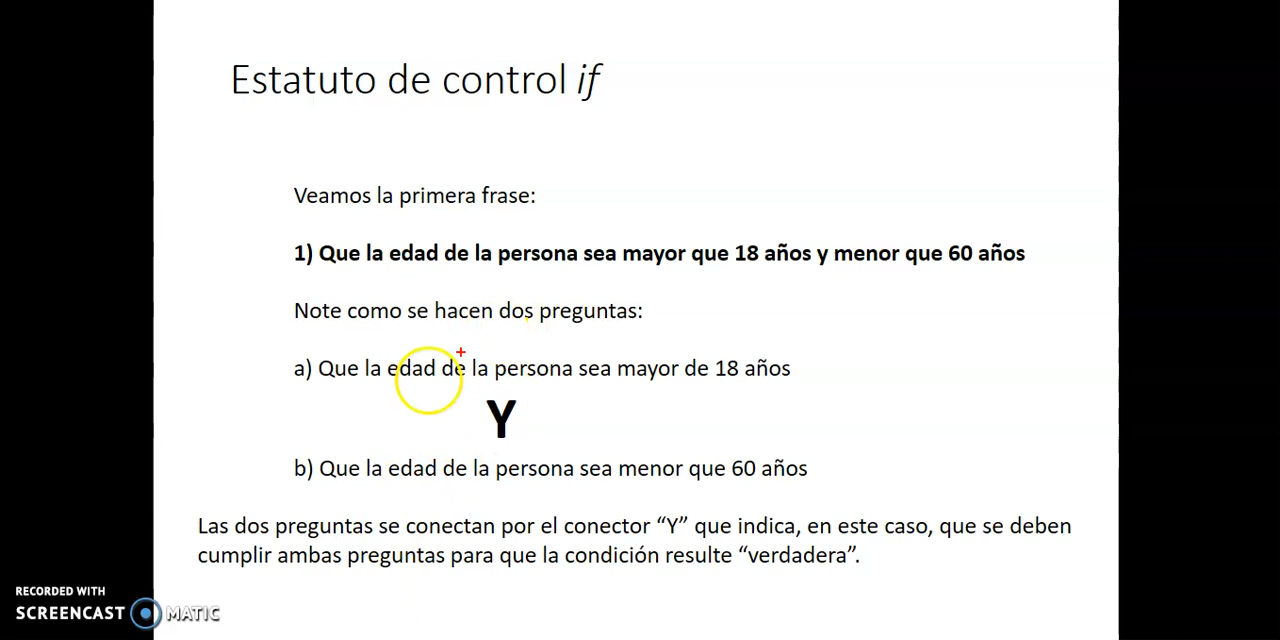 Estatuto de control if
Veamos la primera frase:
1) Que la edad de la persona sea mayor que 18 años y menor que 60 años
Note como se hacen dos preguntas:
a) Que la edad de la persona sea mayor de 18 años
Y
b) Que la edad de la persona sea menor que 60 años
Las dos preguntas se conectan por el conector “Y” que indica, en este caso, que se deben
cumplir ambas preguntas para que la condición resulte “verdadera”.
RECORDED WITH
SCREENCAST MATIC